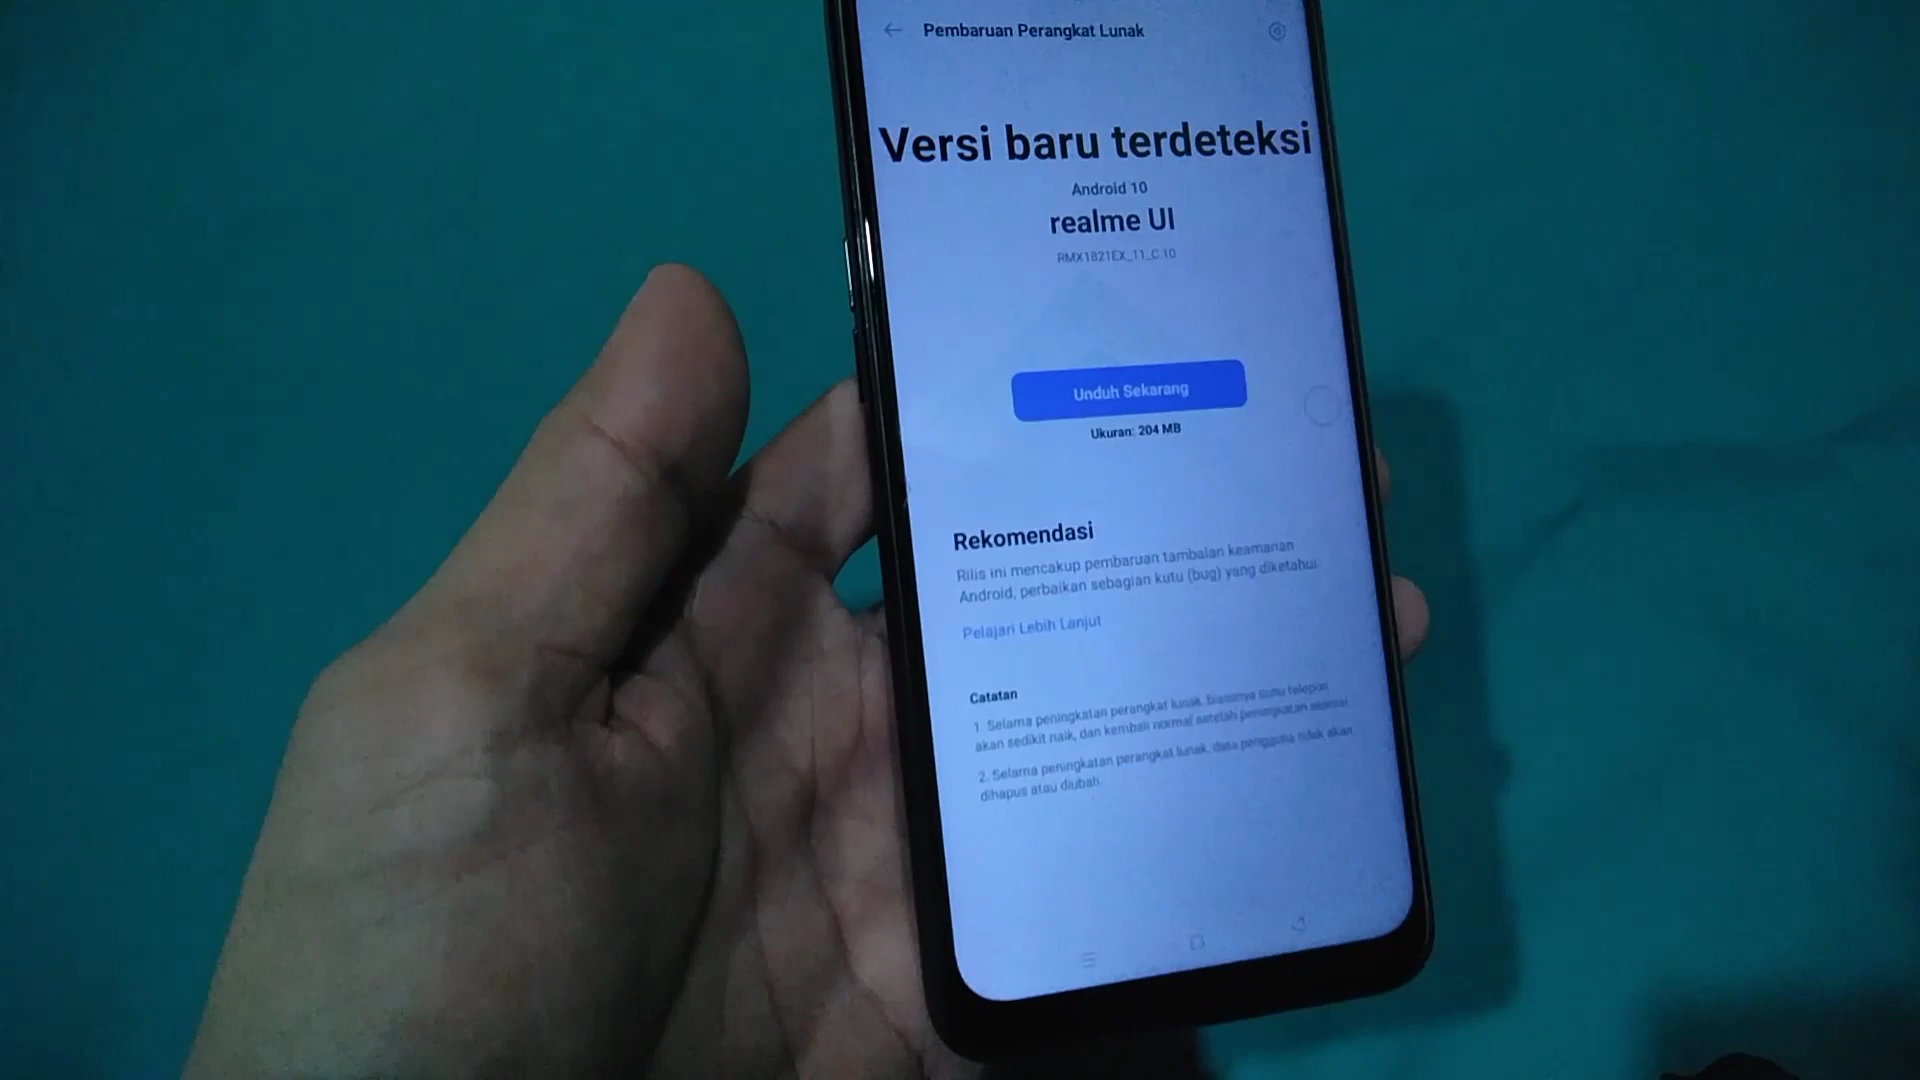 Pembaruan Perangkat Lunak
Versi baru terdeteksi
Android 10
realme UI
RMX1821EX_11_C.10
Unduh Sekarang
Ukuran: 204 MB
Rekomendasi
Rilis ini mencakup pembaruan tambalan keamanan
Android, perbaikan sebagian kutu (bug) yang diketahui
Pelajari Lebih Lanjut
Catatan
1. Selama peningkatan perangkat lunak, biasanya suhu telepon
akan sedikit naik, dan kembali normal setelah peningkatan selesai
2. Selama peningkatan perangkat lunak, data pengguna tidak akan
dihapus atau diubah